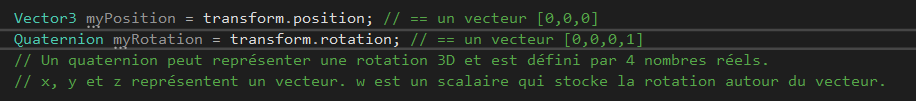 Vector3 myPosition = transform.position; // == un vecteur [0,0,0]
Quaternion myRotation = transform.rotation; // == un vecteur [0,0,0,1]
// Un quaternion peut représenter une rotation 3D et est défini par 4 nombres réels.
// x, y et z représentent un vecteur. w est un scalaire qui stocke la rotation autour du vecteur.